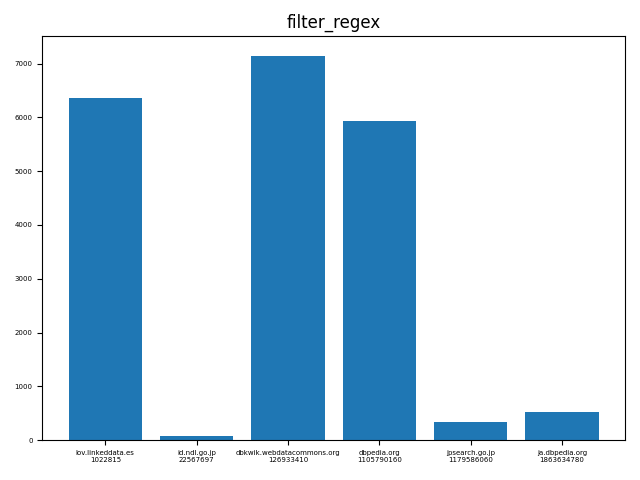 filter_regex
7000
6000
5000
4000
3000
2000
1000
0
lov.linkeddata.es
1022815
id.ndl.go.jp
22567697
dbkwik.webdatacommons.org
126933410
dbpedia.org
1105790160
jpsearch.go.jp
1179586060
ja.dbpedia.org
1863634780